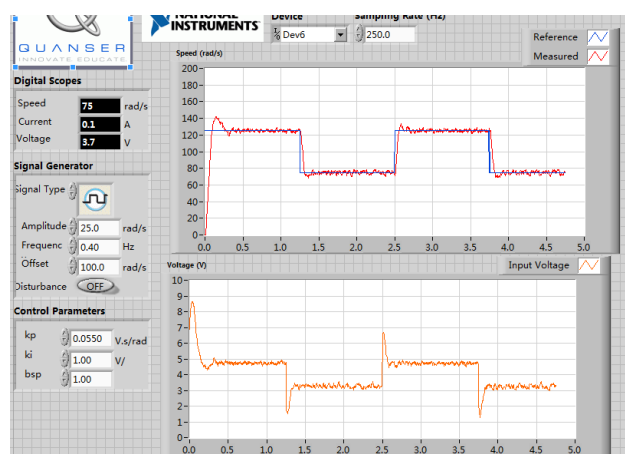 NATIONAL
INSTRUMENTS
Device
Sampling Rate (Hz)
Dev6
250.0
QUANSER
INNOVATE EDUCATE
Reference
Measured
Digital Scopes
Speed 75 rad/s
Current 0.1 A
Voltage 3.7 V
Signal Generator
Signal Type
Amplitude 25.0 rad/s
Frequenc 0.40 Hz
Offset 100.0 rad/s
Disturbance OFF
Control Parameters
kp 0.0550 V.s/rad
ki 1.00 V/
bsp 1.00
Speed (rad/s)
200
180
160
140
120
100
80
60
40
20
0
0.0 0.5 1.0 1.5 2.0 2.5 3.0 3.5 4.0 4.5 5.0
Voltage (V)
Input Voltage
10
9
8
7
6
5
4
3
2
1
0
0.0 0.5 1.0 1.5 2.0 2.5 3.0 3.5 4.0 4.5 5.0